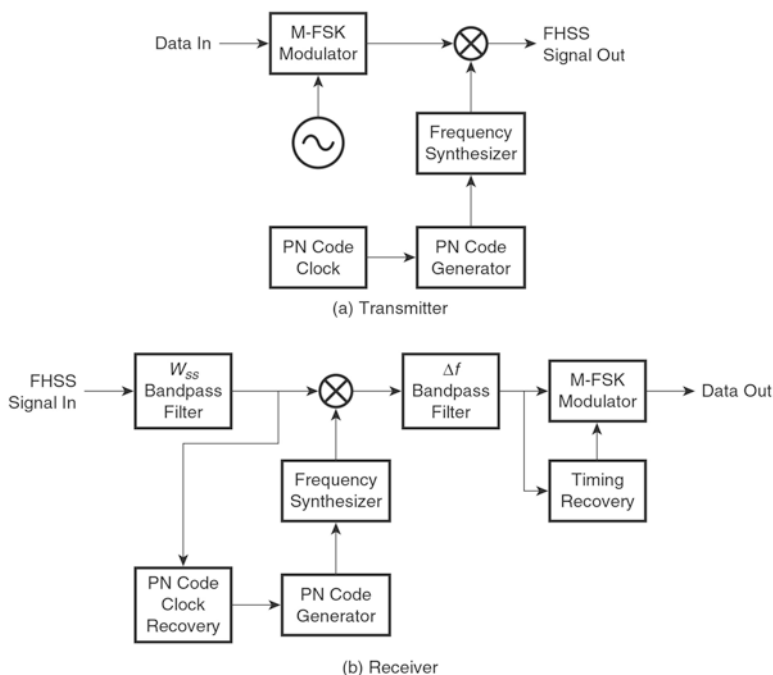 Data In
M-FSK
Modulator
FHSS
Signal Out
Frequency
Synthesizer
PN Code
Clock
PN Code
Generator
(a) Transmitter
FHSS
Signal In
Wss
Bandpass
Filter
Δf
Bandpass
Filter
M-FSK
Modulator
Data Out
Frequency
Synthesizer
Timing
Recovery
PN Code
Clock
Recovery
PN Code
Generator
(b) Receiver